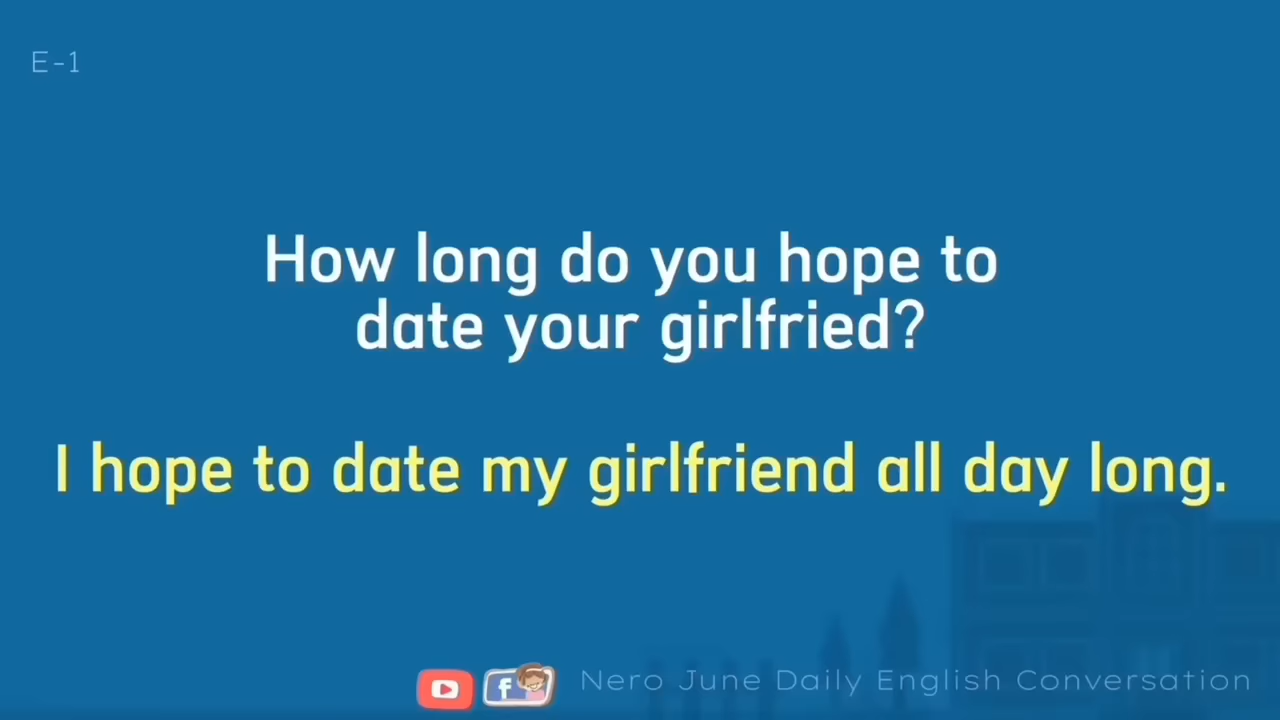 E-1
How long do you hope to
date your girlfried?
I hope to date my girlfriend all day long.
f Nero June Daily English Conversation